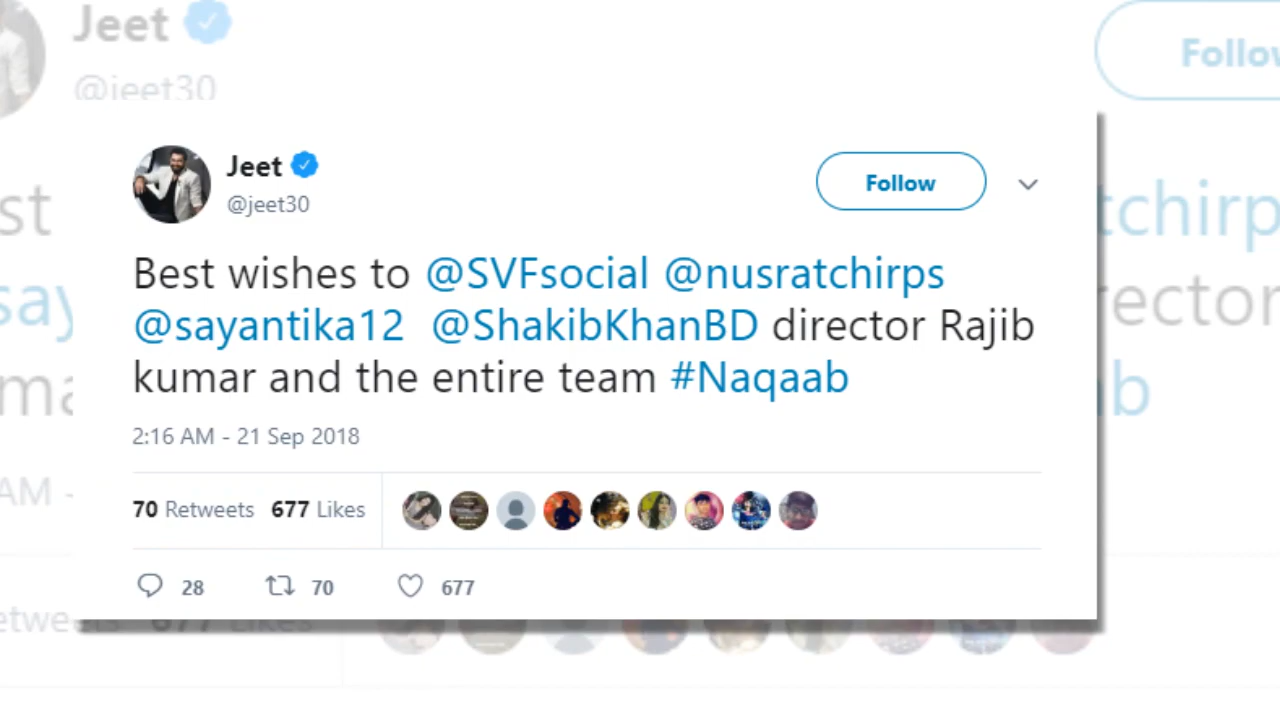 Jeet
@jeet30
Follow
Jeet
@jeet30
Follow
Best wishes to @SVFsocial @nusratchirps
@sayantika12 @ShakibKhanBD director Rajib
kumar and the entire team #Naqaab
2:16 AM - 21 Sep 2018
70 Retweets 677 Likes
28 70 677